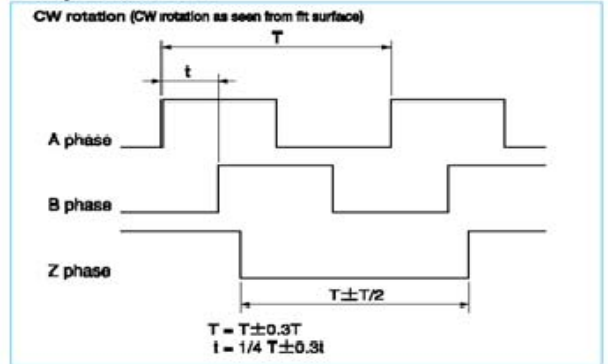 CW rotation (CW rotation as seen from fit surface)
T
t
A phase
B phase
Z phase
T±T/2
T = T±0.3T
t = 1/4 T±0.3t